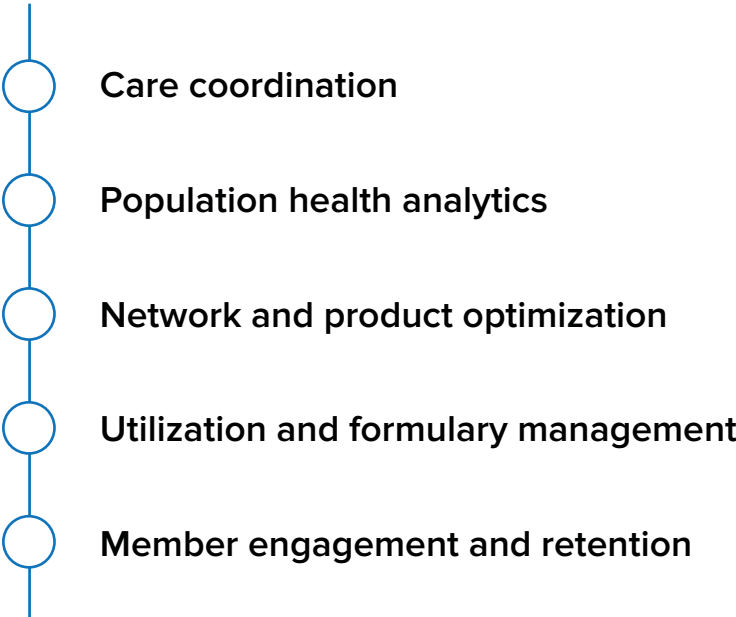 Care coordination
Population health analytics
Network and product optimization
Utilization and formulary management
Member engagement and retention